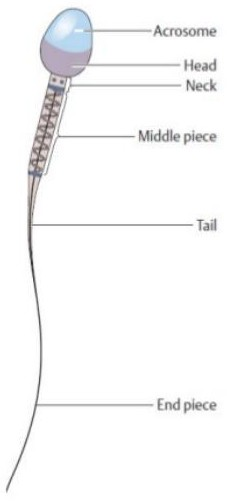 Acrosome
Head
Neck
Middle piece
Tail
End piece